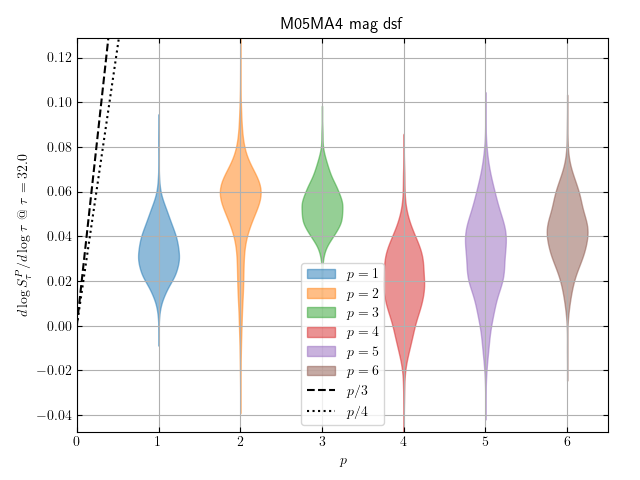 M05MA4 mag dsf
d log S_τ^P / d log τ @ τ = 32.0
0.12
0.10
0.08
0.06
0.04
0.02
0.00
−0.02
−0.04
p = 1
p = 2
p = 3
p = 4
p = 5
p = 6
p/3
p/4
0 1 2 3 4 5 6
p